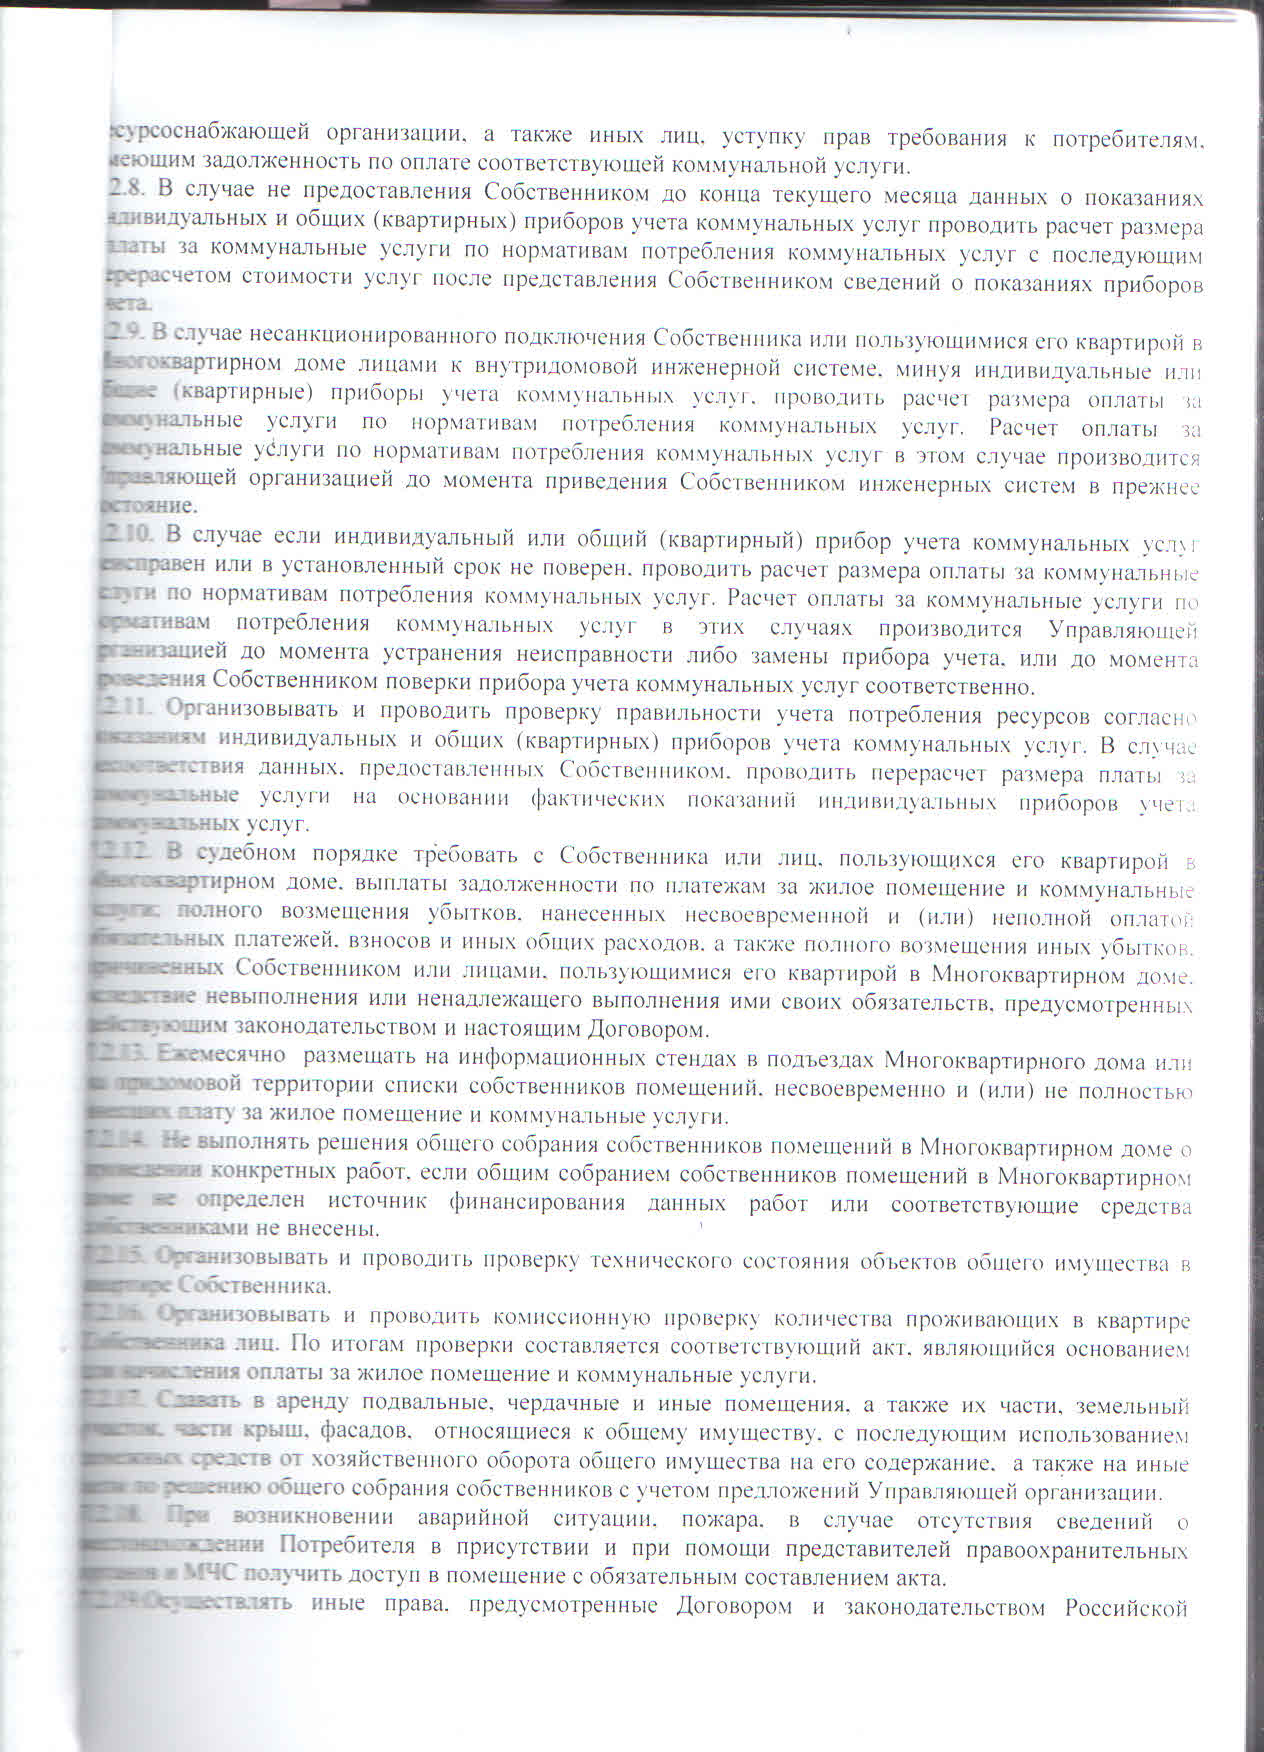 есурсоснабжающей организации, а также иных лиц, уступку прав требования к потребителям,
меющим задолженность по оплате соответствующей коммунальной услуги.
.2.8. В случае не предоставления Собственником до конца текущего месяца данных о показаниях
ндивидуальных и общих (квартирных) приборов учета коммунальных услуг проводить расчет размера
платы за коммунальные услуги по нормативам потребления коммунальных услуг с последующим
ерерасчетом стоимости услуг после представления Собственником сведений о показаниях приборов
чета.
.2.9. В случае несанкционированного подключения Собственника или пользующимися его квартирой в
Многоквартирном доме лицами к внутридомовой инженерной системе, минуя индивидуальные или
общие (квартирные) приборы учета коммунальных услуг, проводить расчет размера оплаты за
оммунальные услуги по нормативам потребления коммунальных услуг. Расчет оплаты за
оммунальные услуги по нормативам потребления коммунальных услуг в этом случае производится
Управляющей организацией до момента приведения Собственником инженерных систем в прежнее
остояние.
.2.10. В случае если индивидуальный или общий (квартирный) прибор учета коммунальных услуг
еисправен или в установленный срок не поверен, проводить расчет размера оплаты за коммунальные
слуги по нормативам потребления коммунальных услуг. Расчет оплаты за коммунальные услуги по
ормативам потребления коммунальных услуг в этих случаях производится Управляющей
рганизацией до момента устранения неисправности либо замены прибора учета, или до момента
роведения Собственником поверки прибора учета коммунальных услуг соответственно.
.2.11. Организовывать и проводить проверку правильности учета потребления ресурсов согласно
показаниям индивидуальных и общих (квартирных) приборов учета коммунальных услуг. В случае
несоответствия данных, предоставленных Собственником, проводить перерасчет размера платы за
коммунальные услуги на основании фактических показаний индивидуальных приборов учета
коммунальных услуг.
7.2.12. В судебном порядке требовать с Собственника или лиц, пользующихся его квартирой в
Многоквартирном доме, выплаты задолженности по платежам за жилое помещение и коммунальные
услуги; полного возмещения убытков, нанесенных несвоевременной и (или) неполной оплатой
обязательных платежей, взносов и иных общих расходов, а также полного возмещения иных убытков,
причиненных Собственником или лицами, пользующимися его квартирой в Многоквартирном доме,
вследствие невыполнения или ненадлежащего выполнения ими своих обязательств, предусмотренных
действующим законодательством и настоящим Договором.
7.2.13. Ежемесячно размещать на информационных стендах в подъездах Многоквартирного дома или
на придомовой территории списки собственников помещений, несвоевременно и (или) не полностью
внесших плату за жилое помещение и коммунальные услуги.
7.2.14. Не выполнять решения общего собрания собственников помещений в Многоквартирном доме о
проведении конкретных работ, если общим собранием собственников помещений в Многоквартирном
доме не определен источник финансирования данных работ или соответствующие средства
собственниками не внесены.
7.2.15. Организовывать и проводить проверку технического состояния объектов общего имущества в
квартире Собственника.
7.2.16. Организовывать и проводить комиссионную проверку количества проживающих в квартире
Собственника лиц. По итогам проверки составляется соответствующий акт, являющийся основанием
для начисления оплаты за жилое помещение и коммунальные услуги.
7.2.17. Сдавать в аренду подвальные, чердачные и иные помещения, а также их части, земельный
участок, части крыш, фасадов, относящиеся к общему имуществу, с последующим использованием
денежных средств от хозяйственного оборота общего имущества на его содержание, а также на иные
цели по решению общего собрания собственников с учетом предложений Управляющей организации.
7.2.18. При возникновении аварийной ситуации, пожара, в случае отсутствия сведений о
местонахождении Потребителя в присутствии и при помощи представителей правоохранительных
органов и МЧС получить доступ в помещение с обязательным составлением акта.
7.2.19.Осуществлять иные права, предусмотренные Договором и законодательством Российской